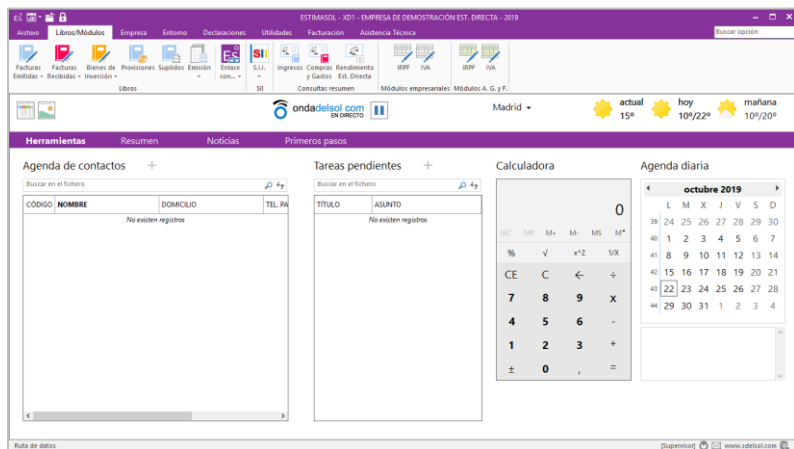 ESTIMASOL - XD1 - EMPRESA DE DEMOSTRACIÓN EST. DIRECTA - 2019
Archivo Libros/Módulos Empresa Entorno Declaraciones Utilidades Facturación Asistencia Técnica Buscar opción
Facturas Emitidas
Facturas Recibidas
Bienes de Inversión
Provisiones
Suplidos
Emisión
Enlace con...
S.I.I.
Ingresos
Compras y Gastos
Rendimiento Est. Directa
IRPF
IVA
IRPF
IVA
Libros SII Consultas resumen Módulos empresariales Módulos A. G. y F.
ondadelsol.com
EN DIRECTO
Madrid
actual
15º
hoy
10º/22º
mañana
10º/20º
Herramientas Resumen Noticias Primeros pasos
Agenda de contactos +
Buscar en el fichero
CÓDIGO NOMBRE DOMICILIO TEL. PA
No existen registros
Tareas pendientes +
Buscar en el fichero
TÍTULO ASUNTO
No existen registros
Calculadora
0
MC MR M+ M- MS M▾
% √ x^2 1/X
CE C ← ÷
7 8 9 x
4 5 6 -
1 2 3 +
± 0 , =
Agenda diaria
octubre 2019
L M X J V S D
39 24 25 26 27 28 29 30
40 1 2 3 4 5 6 7
41 8 9 10 11 12 13 14
42 15 16 17 18 19 20 21
43 22 23 24 25 26 27 28
44 29 30 31 1 2 3 4
Ruta de datos [Supervisor] www.sdelsol.com